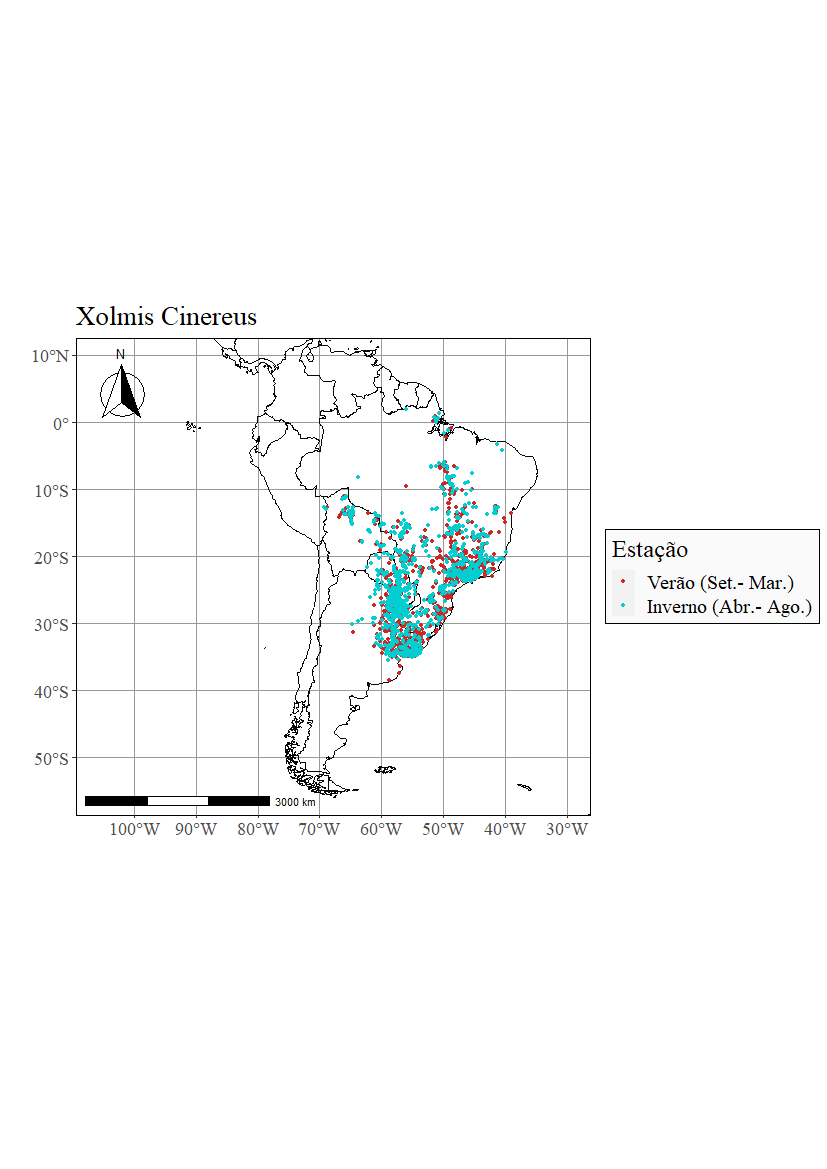 Xolmis Cinereus
N
10°N
0°
10°S
20°S
30°S
40°S
50°S
3000 km
100°W 90°W 80°W 70°W 60°W 50°W 40°W 30°W
Estação
Verão (Set.- Mar.)
Inverno (Abr.- Ago.)